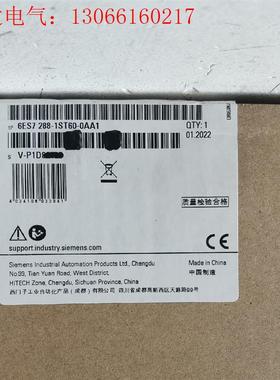 电气：13066160217
1P 6ES7 288-1ST60-0AA1
QTY: 1
01.2022
S V-P1D
质量检验合格
4034108033061
support.industry.siemens.com
Siemens Industrial Automation Products Ltd., Chengdu
No.99, Tian Yuan Road, West District,
HiTECH Zone, Chengdu, Sichuan Province
西门子工业自动化产品(成都)有限公司 四川省成都高新西区天源路99号
Made in China
中国制造